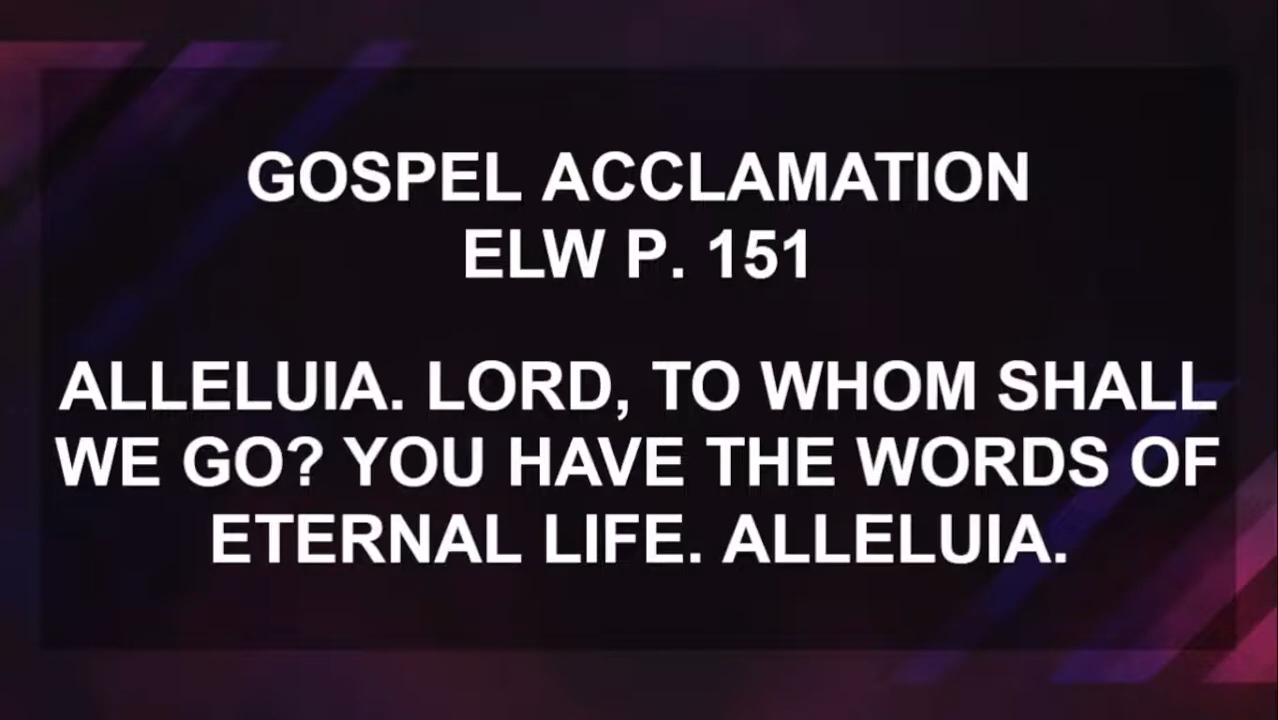 GOSPEL ACCLAMATION
ELW P. 151
ALLELUIA. LORD, TO WHOM SHALL
WE GO? YOU HAVE THE WORDS OF
ETERNAL LIFE. ALLELUIA.